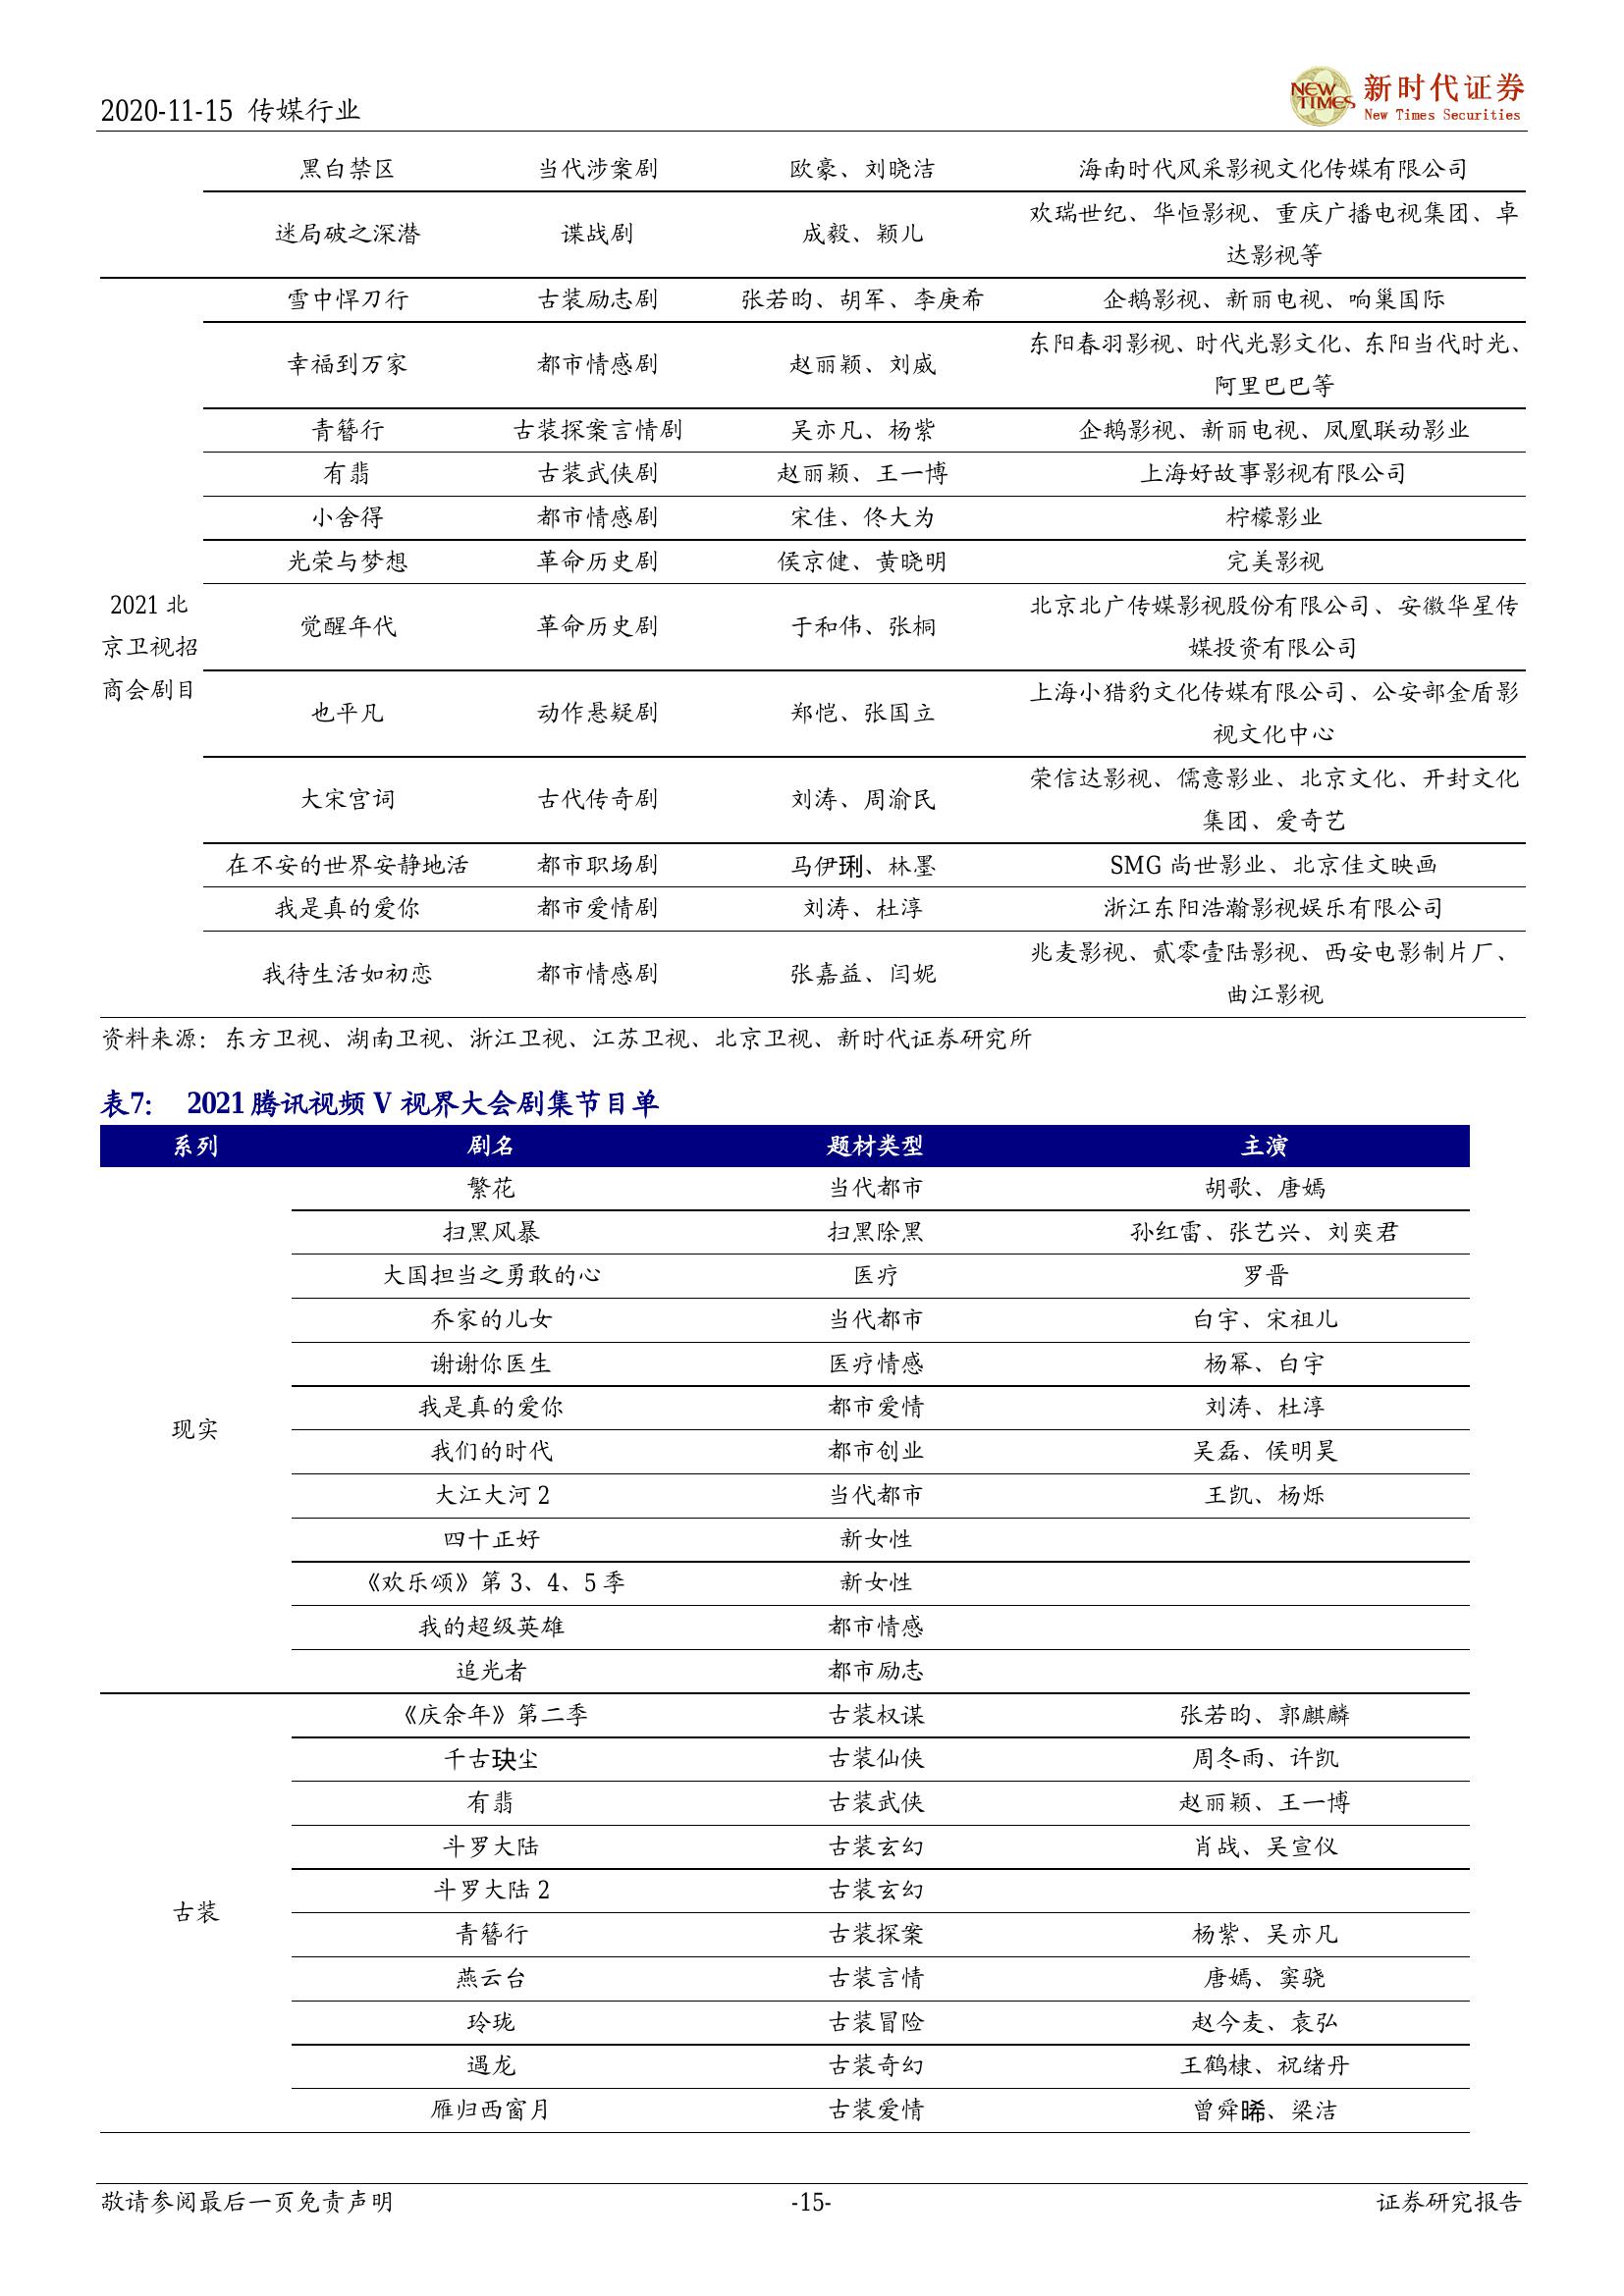 2020-11-15 传媒行业
NEW TIMES 新时代证券
New Times Securities
黑白禁区 当代涉案剧 欧豪、刘晓洁 海南时代风采影视文化传媒有限公司
迷局破之深潜 谍战剧 成毅、颖儿 欢瑞世纪、华恒影视、重庆广播电视集团、卓
达影视等
2021 北
京卫视招
商会剧目
雪中悍刀行 古装励志剧 张若昀、胡军、李庚希 企鹅影视、新丽电视、响巢国际
幸福到万家 都市情感剧 赵丽颖、刘威 东阳春羽影视、时代光影文化、东阳当代时光、
阿里巴巴等
青簪行 古装探案言情剧 吴亦凡、杨紫 企鹅影视、新丽电视、凤凰联动影业
有翡 古装武侠剧 赵丽颖、王一博 上海好故事影视有限公司
小舍得 都市情感剧 宋佳、佟大为 柠檬影业
光荣与梦想 革命历史剧 侯京健、黄晓明 完美影视
觉醒年代 革命历史剧 于和伟、张桐 北京北广传媒影视股份有限公司、安徽华星传
媒投资有限公司
也平凡 动作悬疑剧 郑恺、张国立 上海小猎豹文化传媒有限公司、公安部金盾影
视文化中心
大宋宫词 古代传奇剧 刘涛、周渝民 荣信达影视、儒意影业、北京文化、开封文化
集团、爱奇艺
在不安的世界安静地活 都市职场剧 马伊琍、林墨 SMG 尚世影业、北京佳文映画
我是真的爱你 都市爱情剧 刘涛、杜淳 浙江东阳浩瀚影视娱乐有限公司
我待生活如初恋 都市情感剧 张嘉益、闫妮 兆麦影视、贰零壹陆影视、西安电影制片厂、
曲江影视
资料来源：东方卫视、湖南卫视、浙江卫视、江苏卫视、北京卫视、新时代证券研究所
表7： 2021 腾讯视频 V 视界大会剧集节目单
系列 剧名 题材类型 主演
现实
繁花 当代都市 胡歌、唐嫣
扫黑风暴 扫黑除黑 孙红雷、张艺兴、刘奕君
大国担当之勇敢的心 医疗 罗晋
乔家的儿女 当代都市 白宇、宋祖儿
谢谢你医生 医疗情感 杨幂、白宇
我是真的爱你 都市爱情 刘涛、杜淳
我们的时代 都市创业 吴磊、侯明昊
大江大河 2 当代都市 王凯、杨烁
四十正好 新女性
《欢乐颂》第 3、4、5 季 新女性
我的超级英雄 都市情感
追光者 都市励志
古装
《庆余年》第二季 古装权谋 张若昀、郭麒麟
千古玦尘 古装仙侠 周冬雨、许凯
有翡 古装武侠 赵丽颖、王一博
斗罗大陆 古装玄幻 肖战、吴宣仪
斗罗大陆 2 古装玄幻
青簪行 古装探案 杨紫、吴亦凡
燕云台 古装言情 唐嫣、窦骁
玲珑 古装冒险 赵今麦、袁弘
遇龙 古装奇幻 王鹤棣、祝绪丹
雁归西窗月 古装爱情 曾舜晞、梁洁
敬请参阅最后一页免责声明 -15- 证券研究报告